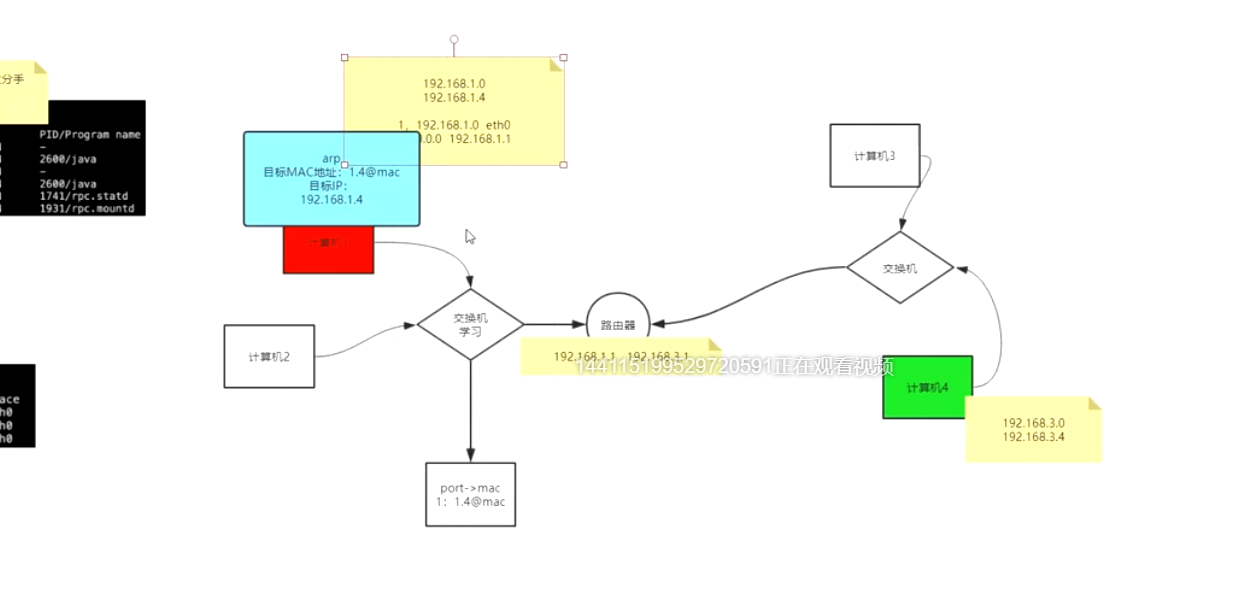 分手
PID/Program name
-
2600/java
-
2600/java
1741/rpc.statd
1931/rpc.mountd
192.168.1.0
192.168.1.4
1，192.168.1.0 eth0
.0.0 192.168.1.1
arp
目标MAC地址：1.4@mac
目标IP：
192.168.1.4
计算机
计算机3
交换机
交换机
学习
路由器
计算机2
192.168.1.1 192.168.3.1
144115199529720591正在观看视频
计算机4
192.168.3.0
192.168.3.4
ace
h0
h0
h0
port->mac
1：1.4@mac